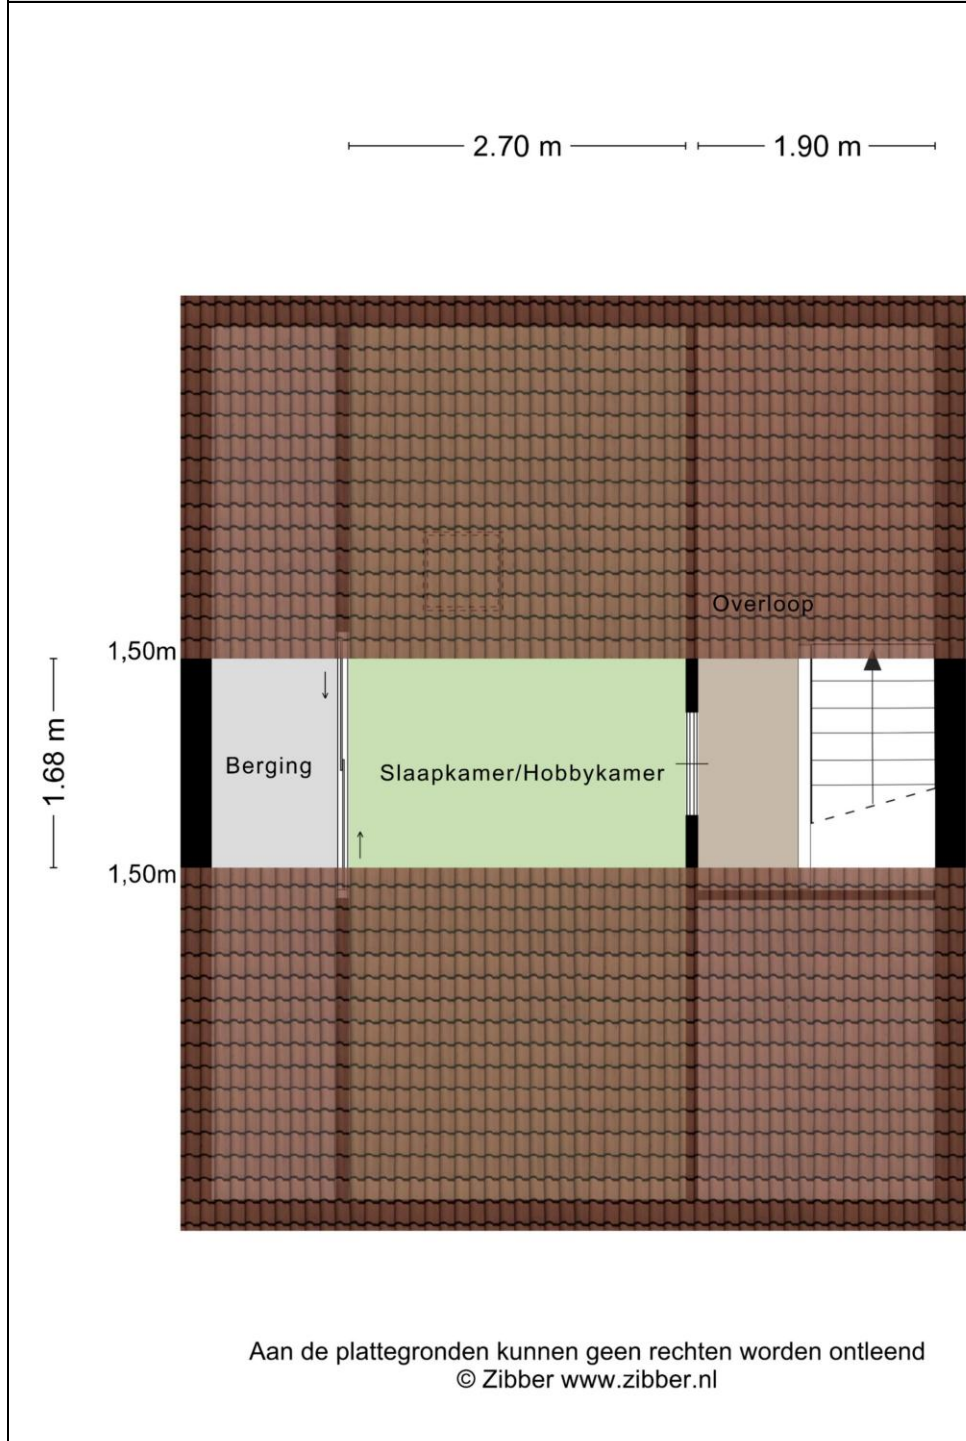 2.70 m
1.90 m
Overloop
1,50m
1.68 m
Berging
Slaapkamer/Hobbykamer
1,50m
Aan de plattegronden kunnen geen rechten worden ontleend
© Zibber www.zibber.nl